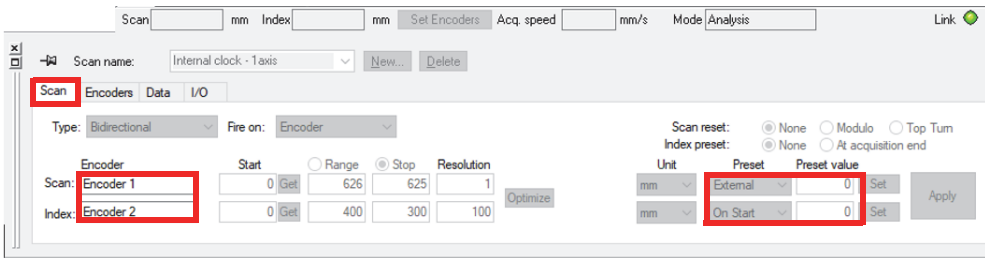 Scan mm Index mm Set Encoders Acq. speed mm/s Mode Analysis Link
Scan name: Internal clock - 1axis New... Delete
Scan Encoders Data I/O
Type: Bidirectional Fire on: Encoder
Scan reset: None Modulo Top Turn
Index preset: None At acquisition end
Encoder Start Range Stop Resolution Unit Preset Preset value
Scan: Encoder 1 0 Get 626 625 1 mm External 0 Set
Optimize Apply
Index: Encoder 2 0 Get 400 300 100 mm On Start 0 Set